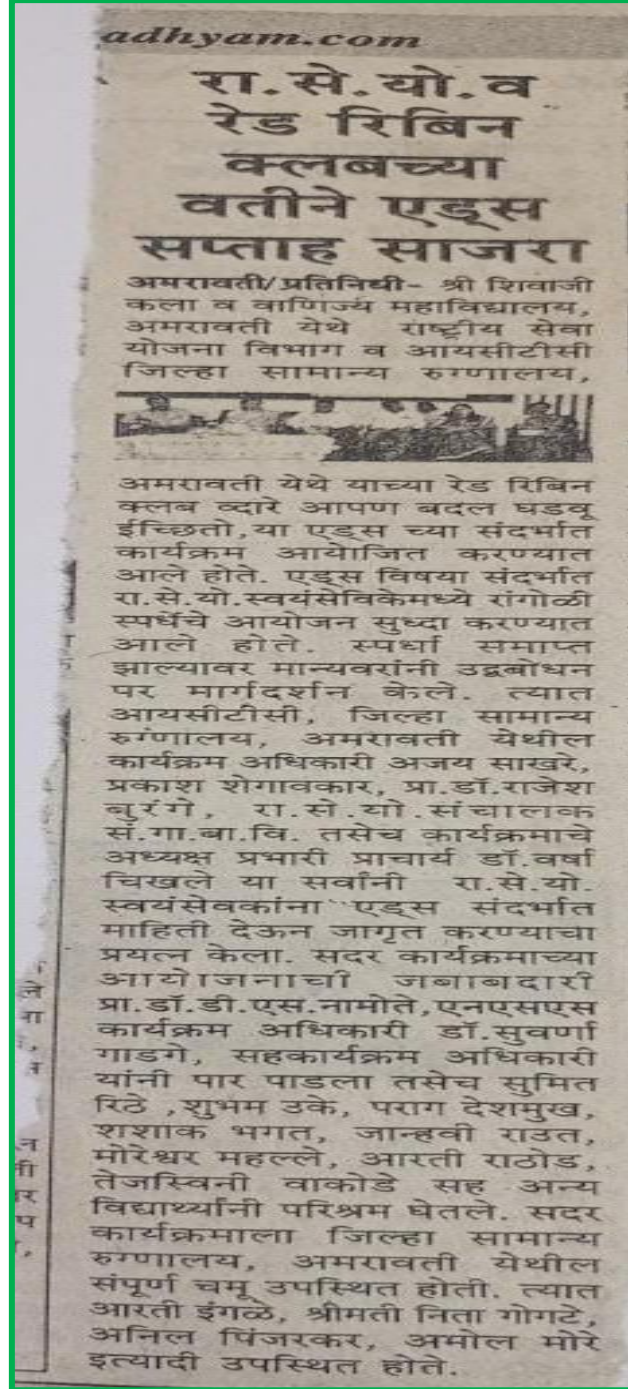 adhyam.com
रा.से.यो.व
रेड रिबिन
क्लबच्या
वतीने एड्स
सप्ताह साजरा
अमरावती/प्रतिनिधी- श्री शिवाजी
कला व वाणिज्य महाविद्यालय,
अमरावती येथे राष्ट्रीय सेवा
योजना विभाग व आयसीटीसी
जिल्हा सामान्य रुग्णालय,
अमरावती येथे याच्या रेड रिबिन
क्लब व्दारे आपण बदल घडवू
ईच्छितो,या एड्स च्या संदर्भात
कार्यक्रम आयोजित करण्यात
आले होते. एड्स विषया संदर्भात
रा.से.यो.स्वयंसेविकेमध्ये रांगोळी
स्पर्धेचे आयोजन सुध्दा करण्यात
आले होते. स्पर्धा समाप्त
झाल्यावर मान्यवरांनी उद्वबोधन
पर मार्गदर्शन केले. त्यात
आयसीटीसी, जिल्हा सामान्य
रुग्णालय, अमरावती येथील
कार्यक्रम अधिकारी अजय साखरे,
प्रकाश शेगावकार, प्रा.डॉ.राजेश
बुरंगे, रा.से.यो.संचालक
सं.गा.बा.वि. तसेच कार्यक्रमाचे
अध्यक्ष प्रभारी प्राचार्य डॉ.वर्षा
चिखले या सर्वांनी रा.से.यो.
स्वयंसेवकांना एड्स संदर्भात
माहिती देऊन जागृत करण्याचा
प्रयत्न केला. सदर कार्यक्रमाच्या
आयोजनाची जबाबदारी
प्रा.डॉ.डी.एस.नामोते,एनएसएस
कार्यक्रम अधिकारी डॉ.सुवर्णा
गाडगे, सहकार्यक्रम अधिकारी
यांनी पार पाडला तसेच सुमित
रिठे ,शुभम उके, पराग देशमुख,
शशाक भगत, जान्हवी राउत,
मोरेश्वर महल्ले, आरती राठोड,
तेजस्विनी वाकोडे सह अन्य
विद्यार्थ्यांनी परिश्रम घेतले. सदर
कार्यक्रमाला जिल्हा सामान्य
रुग्णालय, अमरावती येथील
संपूर्ण चमू उपस्थित होती. त्यात
आरती इंगळे, श्रीमती निता गोगटे,
अनिल पिंजरकर, अमोल मोरे
इत्यादी उपस्थित होते.